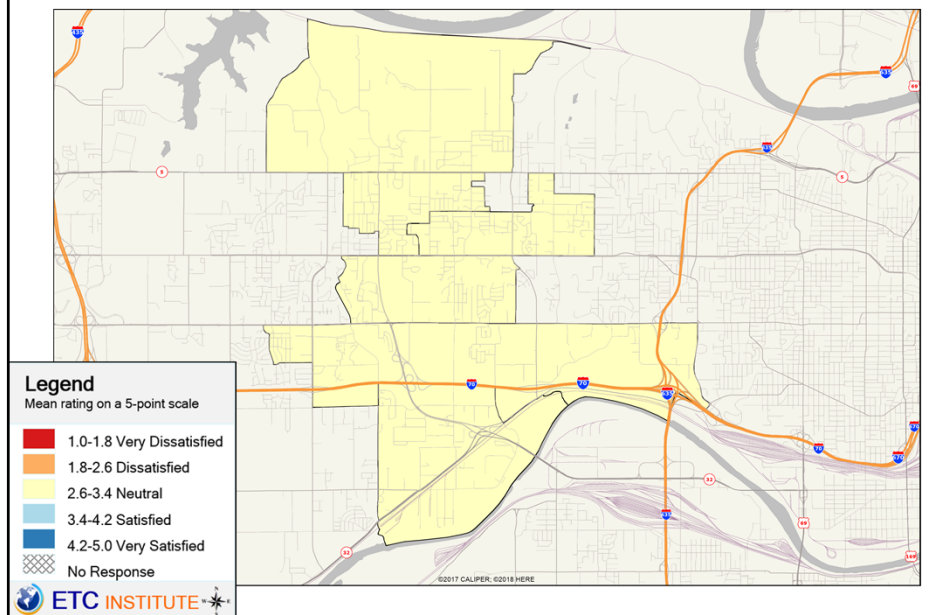 435
435
635
69
5
5
Legend
Mean rating on a 5-point scale
1.0-1.8 Very Dissatisfied
1.8-2.6 Dissatisfied
2.6-3.4 Neutral
3.4-4.2 Satisfied
4.2-5.0 Very Satisfied
No Response
ETC INSTITUTE
N
W E
S
70
70
635
70
670
32
69
635
169
32
©2017 CALIPER; ©2018 HERE